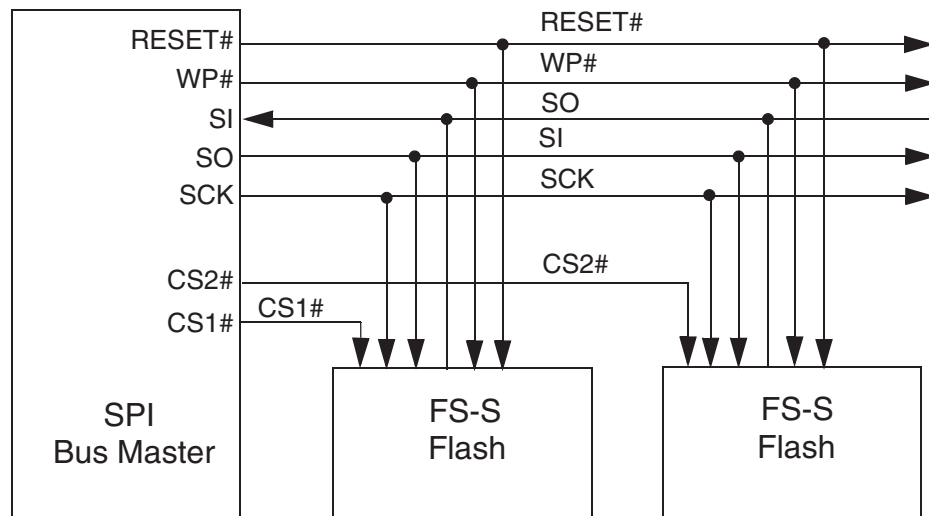 RESET#
RESET#
WP#
WP#
SI
SO
SO
SI
SCK
SCK
CS2#
CS2#
CS1#
CS1#
SPI
Bus Master
FS-S
Flash
FS-S
Flash